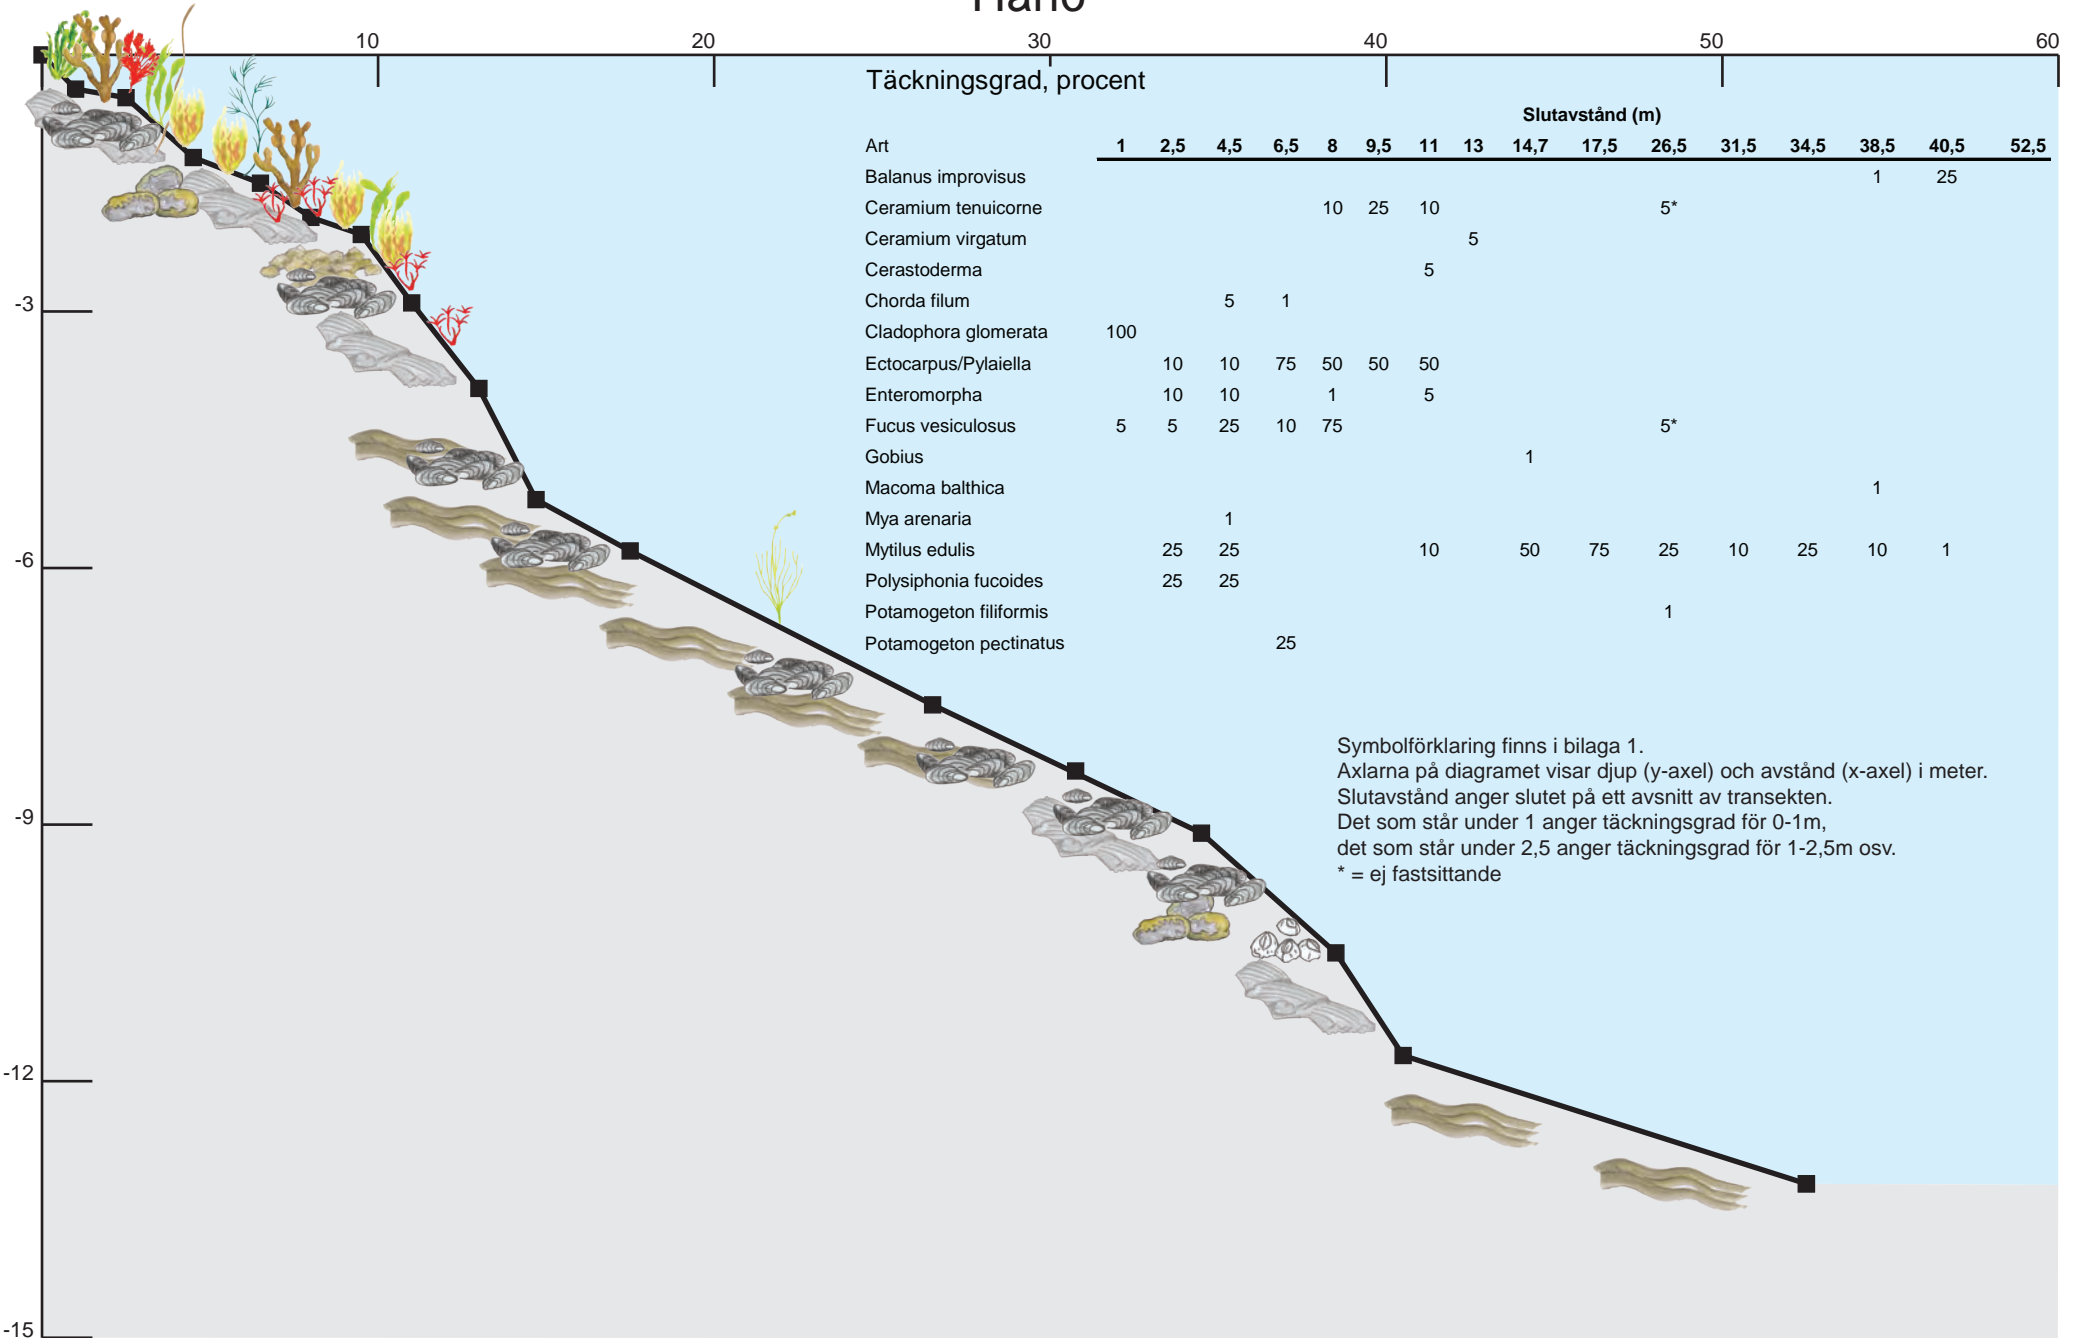 10 20 30 40 50 60
Täckningsgrad, procent
Slutavstånd (m)
Art 1 2,5 4,5 6,5 8 9,5 11 13 14,7 17,5 26,5 31,5 34,5 38,5 40,5 52,5
Balanus improvisus 1 25
Ceramium tenuicorne 10 25 10 5*
Ceramium virgatum 5
Cerastoderma 5
Chorda filum 5 1
Cladophora glomerata 100
Ectocarpus/Pylaiella 10 10 75 50 50 50
Enteromorpha 10 10 1 5
Fucus vesiculosus 5 5 25 10 75 5*
Gobius 1
Macoma balthica 1
Mya arenaria 1
Mytilus edulis 25 25 10 50 75 25 10 25 10 1
Polysiphonia fucoides 25 25
Potamogeton filiformis 1
Potamogeton pectinatus 25
Symbolförklaring finns i bilaga 1.
Axlarna på diagramet visar djup (y-axel) och avstånd (x-axel) i meter.
Slutavstånd anger slutet på ett avsnitt av transekten.
Det som står under 1 anger täckningsgrad för 0-1m,
det som står under 2,5 anger täckningsgrad för 1-2,5m osv.
* = ej fastsittande
-3
-6
-9
-12
-15